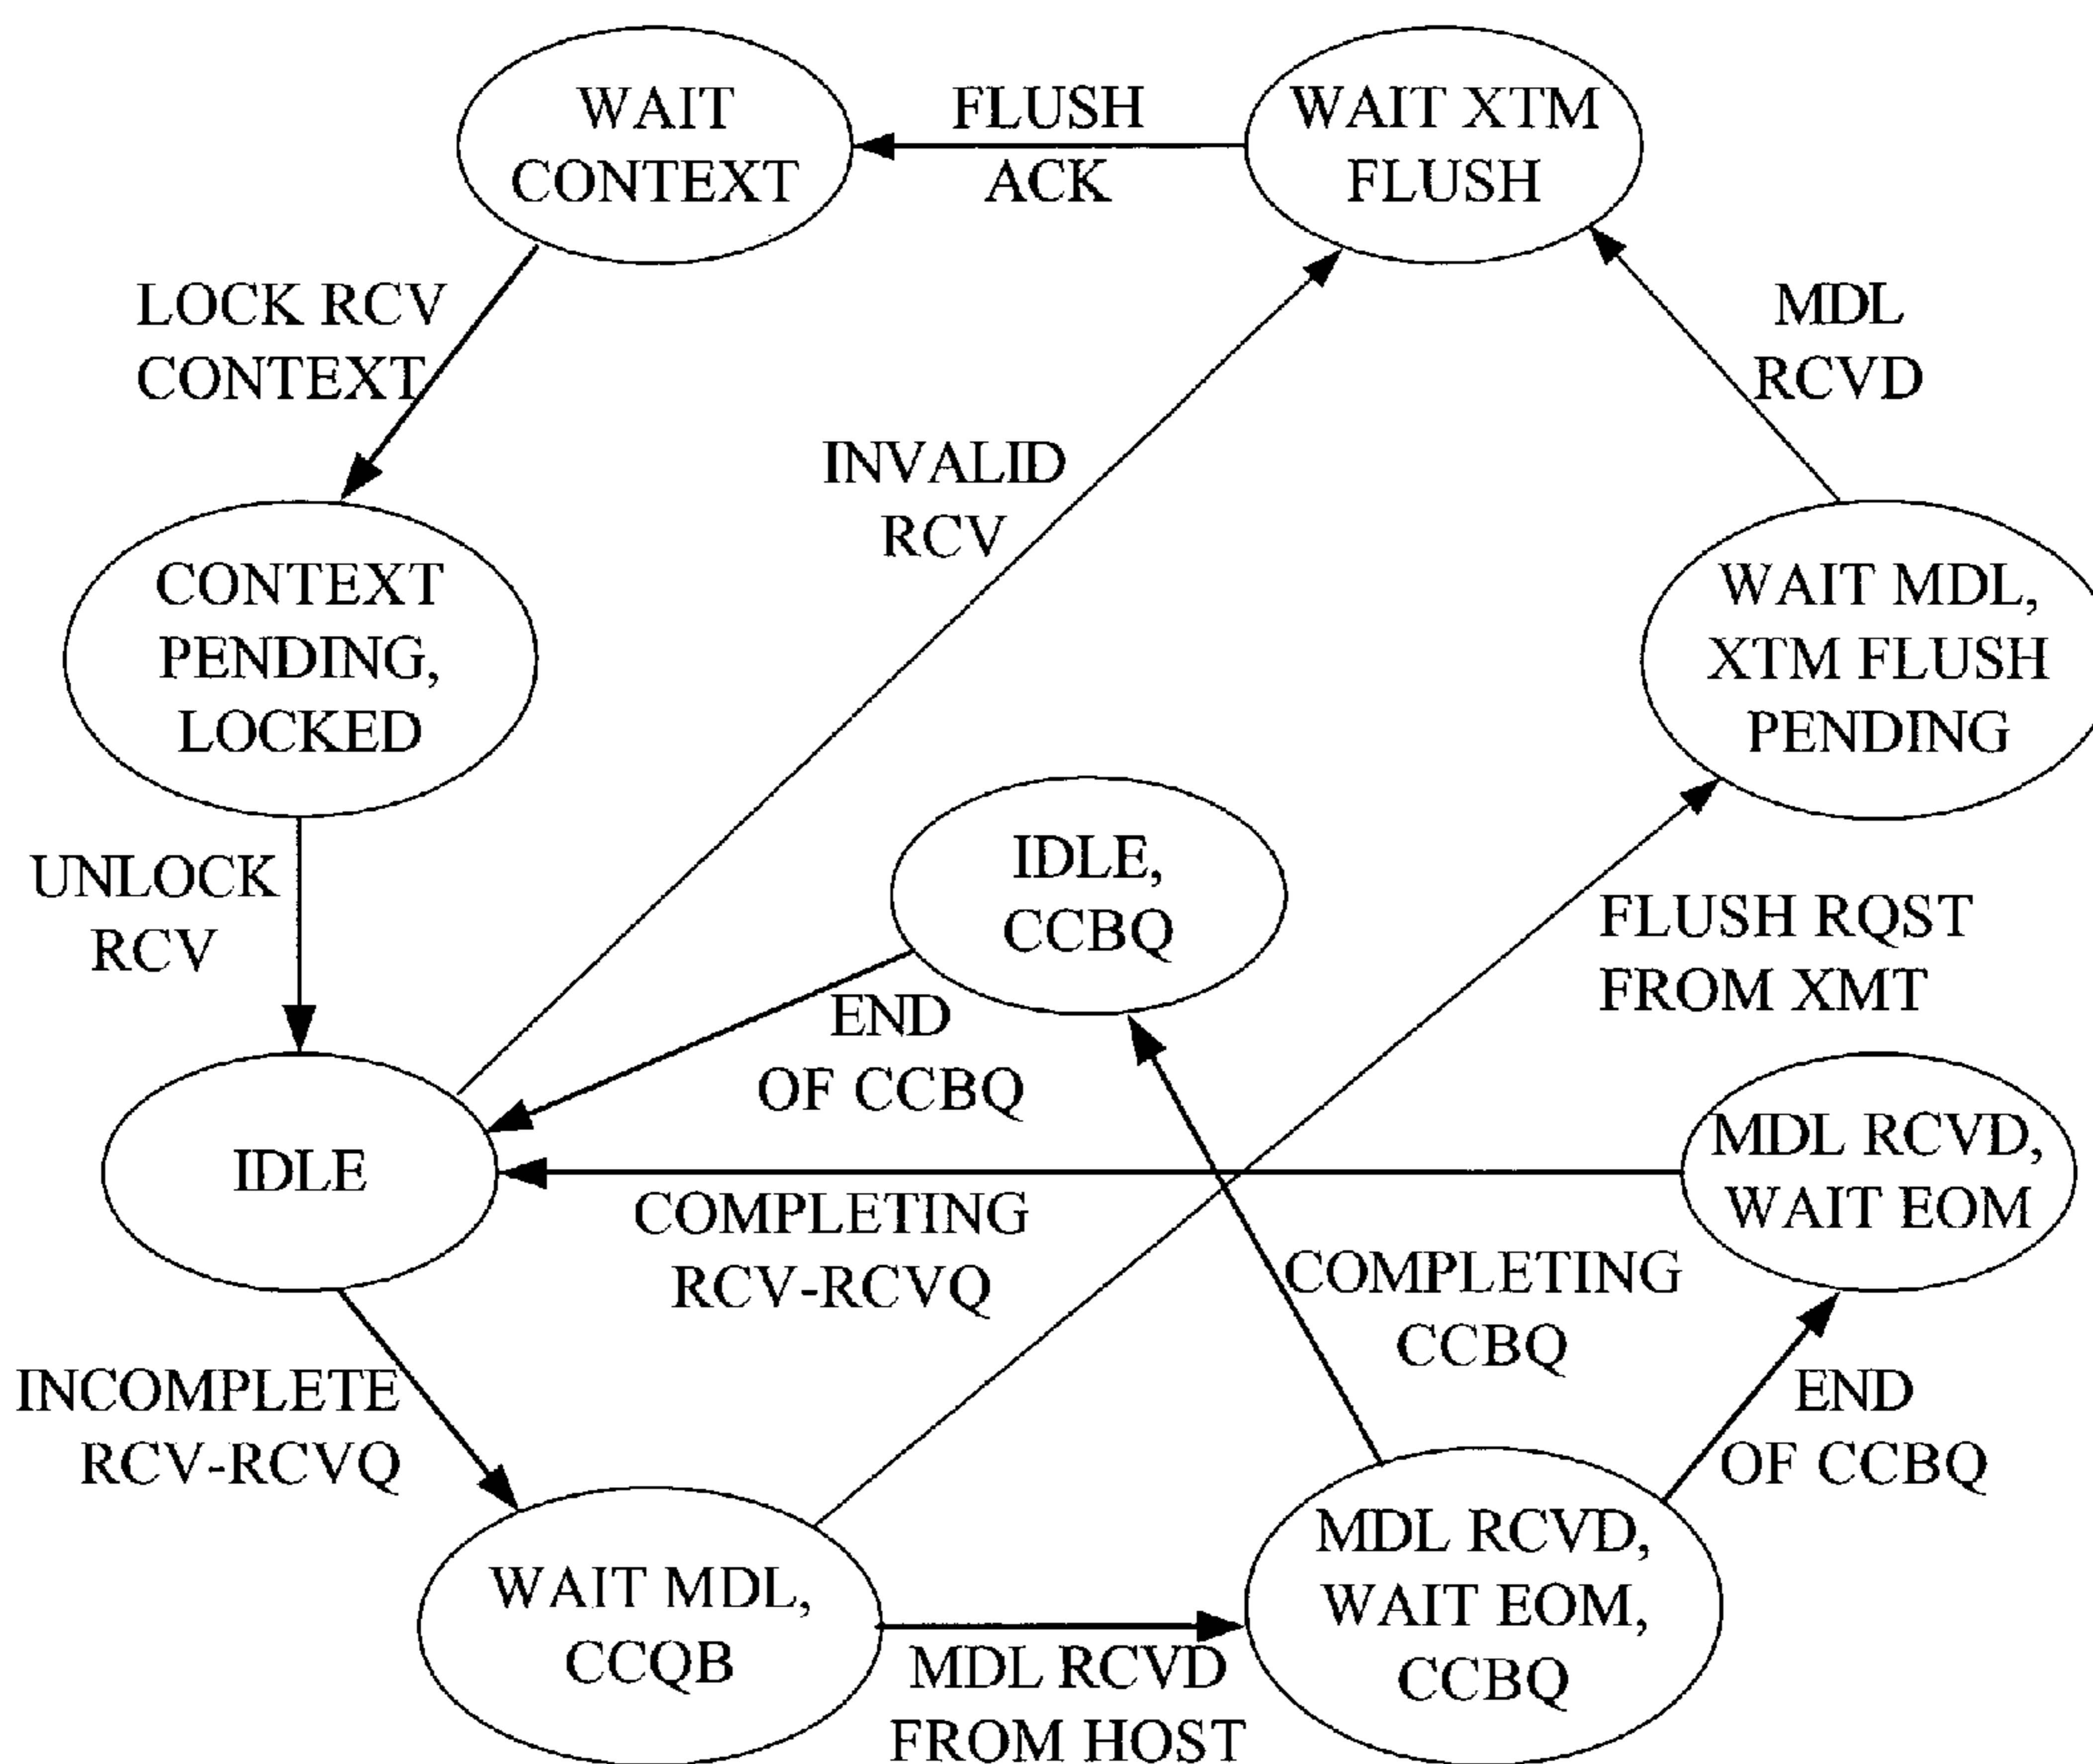 WAIT
CONTEXT
FLUSH
ACK
WAIT XTM
FLUSH
LOCK RCV
CONTEXT
MDL
RCVD
INVALID
RCV
CONTEXT
PENDING,
LOCKED
WAIT MDL,
XTM FLUSH
PENDING
UNLOCK
RCV
IDLE,
CCBQ
FLUSH RQST
FROM XMT
END
OF CCBQ
IDLE
MDL RCVD,
WAIT EOM
COMPLETING
RCV-RCVQ
COMPLETING
CCBQ
INCOMPLETE
RCV-RCVQ
END
OF CCBQ
WAIT MDL,
CCQB
MDL RCVD
FROM HOST
MDL RCVD,
WAIT EOM,
CCBQ